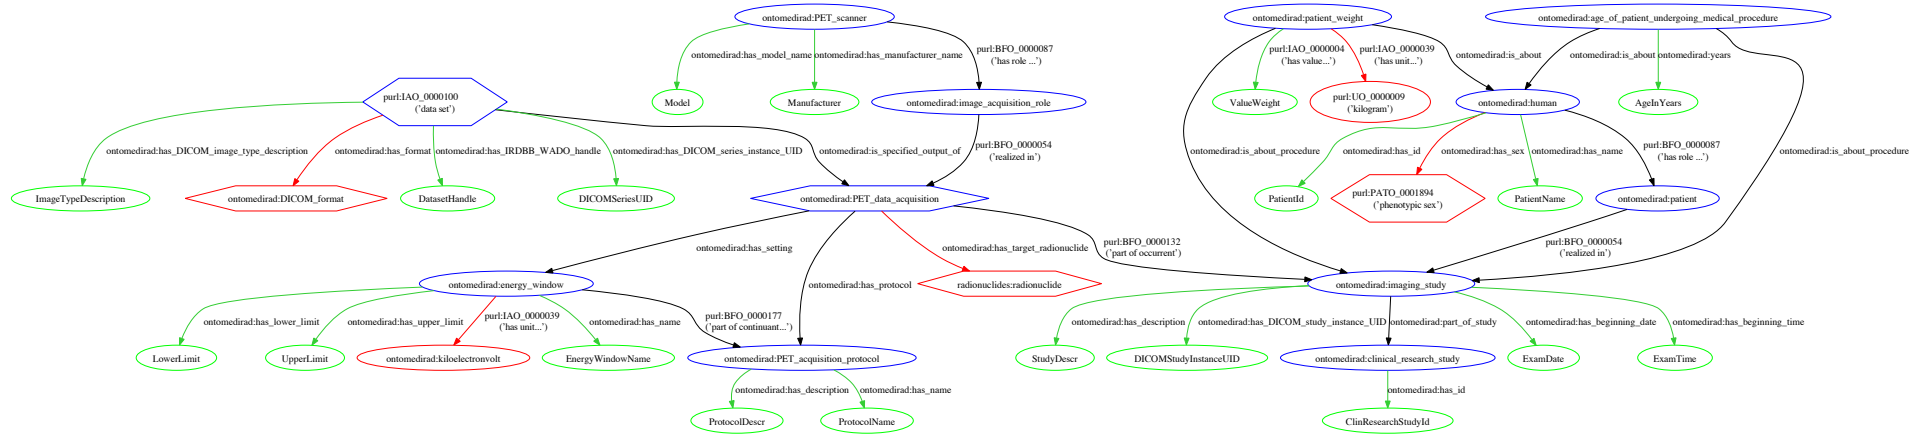 ontomedirad:PET_scanner
ontomedirad:patient_weight
ontomedirad:age_of_patient_undergoing_medical_procedure
ontomedirad:has_model_name
ontomedirad:has_manufacturer_name
purl:BFO_0000087
('has role ...')
purl:IAO_0000004
('has value...')
purl:IAO_0000039
('has unit...')
ontomedirad:is_about
ontomedirad:is_about
ontomedirad:years
purl:IAO_0000100
('data set')
Model
Manufacturer
ontomedirad:image_acquisition_role
ValueWeight
purl:UO_0000009
('kilogram')
ontomedirad:human
AgeInYears
ontomedirad:has_DICOM_image_type_description
ontomedirad:has_format
ontomedirad:has_IRDBB_WADO_handle
ontomedirad:has_DICOM_series_instance_UID
ontomedirad:is_specified_output_of
purl:BFO_0000054
('realized in')
ontomedirad:is_about_procedure
ontomedirad:has_id
ontomedirad:has_sex
ontomedirad:has_name
purl:BFO_0000087
('has role ...')
ontomedirad:is_about_procedure
ImageTypeDescription
ontomedirad:DICOM_format
DatasetHandle
DICOMSeriesUID
ontomedirad:PET_data_acquisition
PatientId
purl:PATO_0001894
('phenotypic sex')
PatientName
ontomedirad:patient
ontomedirad:has_setting
ontomedirad:has_target_radionuclide
purl:BFO_0000132
('part of occurrent')
purl:BFO_0000054
('realized in')
ontomedirad:energy_window
ontomedirad:has_protocol
radionuclides:radionuclide
ontomedirad:imaging_study
ontomedirad:has_lower_limit
ontomedirad:has_upper_limit
purl:IAO_0000039
('has unit...')
ontomedirad:has_name
purl:BFO_0000177
('part of continuant...')
ontomedirad:has_description
ontomedirad:has_DICOM_study_instance_UID
ontomedirad:part_of_study
ontomedirad:has_beginning_date
ontomedirad:has_beginning_time
LowerLimit
UpperLimit
ontomedirad:kiloelectronvolt
EnergyWindowName
ontomedirad:PET_acquisition_protocol
StudyDescr
DICOMStudyInstanceUID
ontomedirad:clinical_research_study
ExamDate
ExamTime
ontomedirad:has_description
ontomedirad:has_name
ontomedirad:has_id
ProtocolDescr
ProtocolName
ClinResearchStudyId